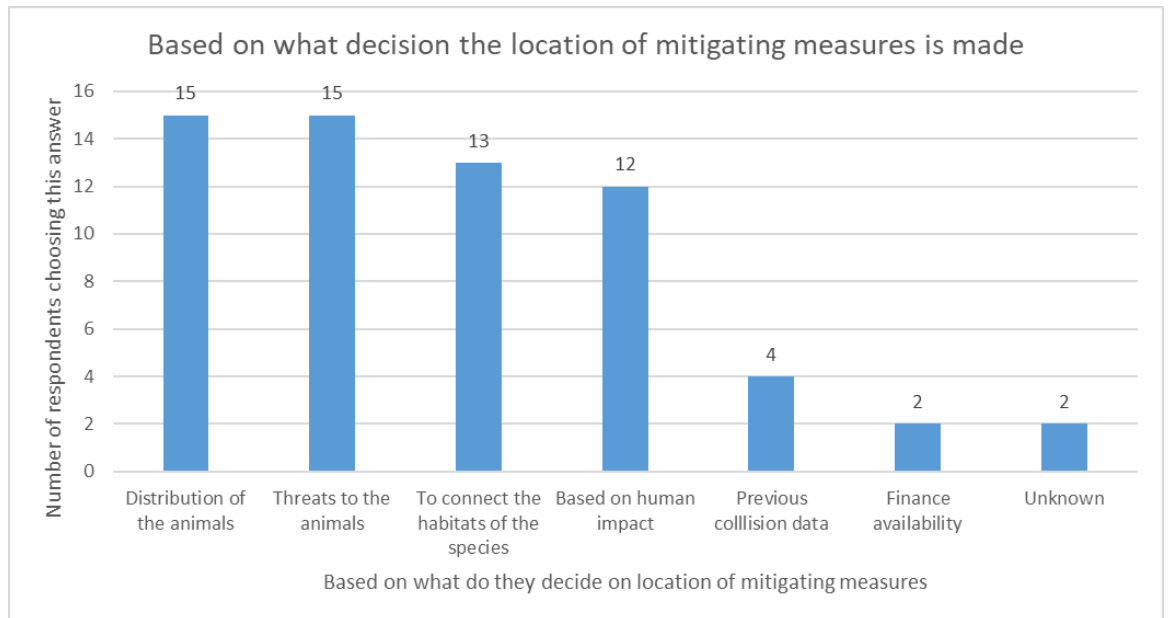 Based on what decision the location of mitigating measures is made
Number of respondents choosing this answer
16
14
12
10
8
6
4
2
0
15
15
13
12
4
2
2
Distribution of
the animals
Threats to the
animals
To connect the
habitats of the
species
Based on human
impact
Previous
colllision data
Finance
availability
Unknown
Based on what do they decide on location of mitigating measures